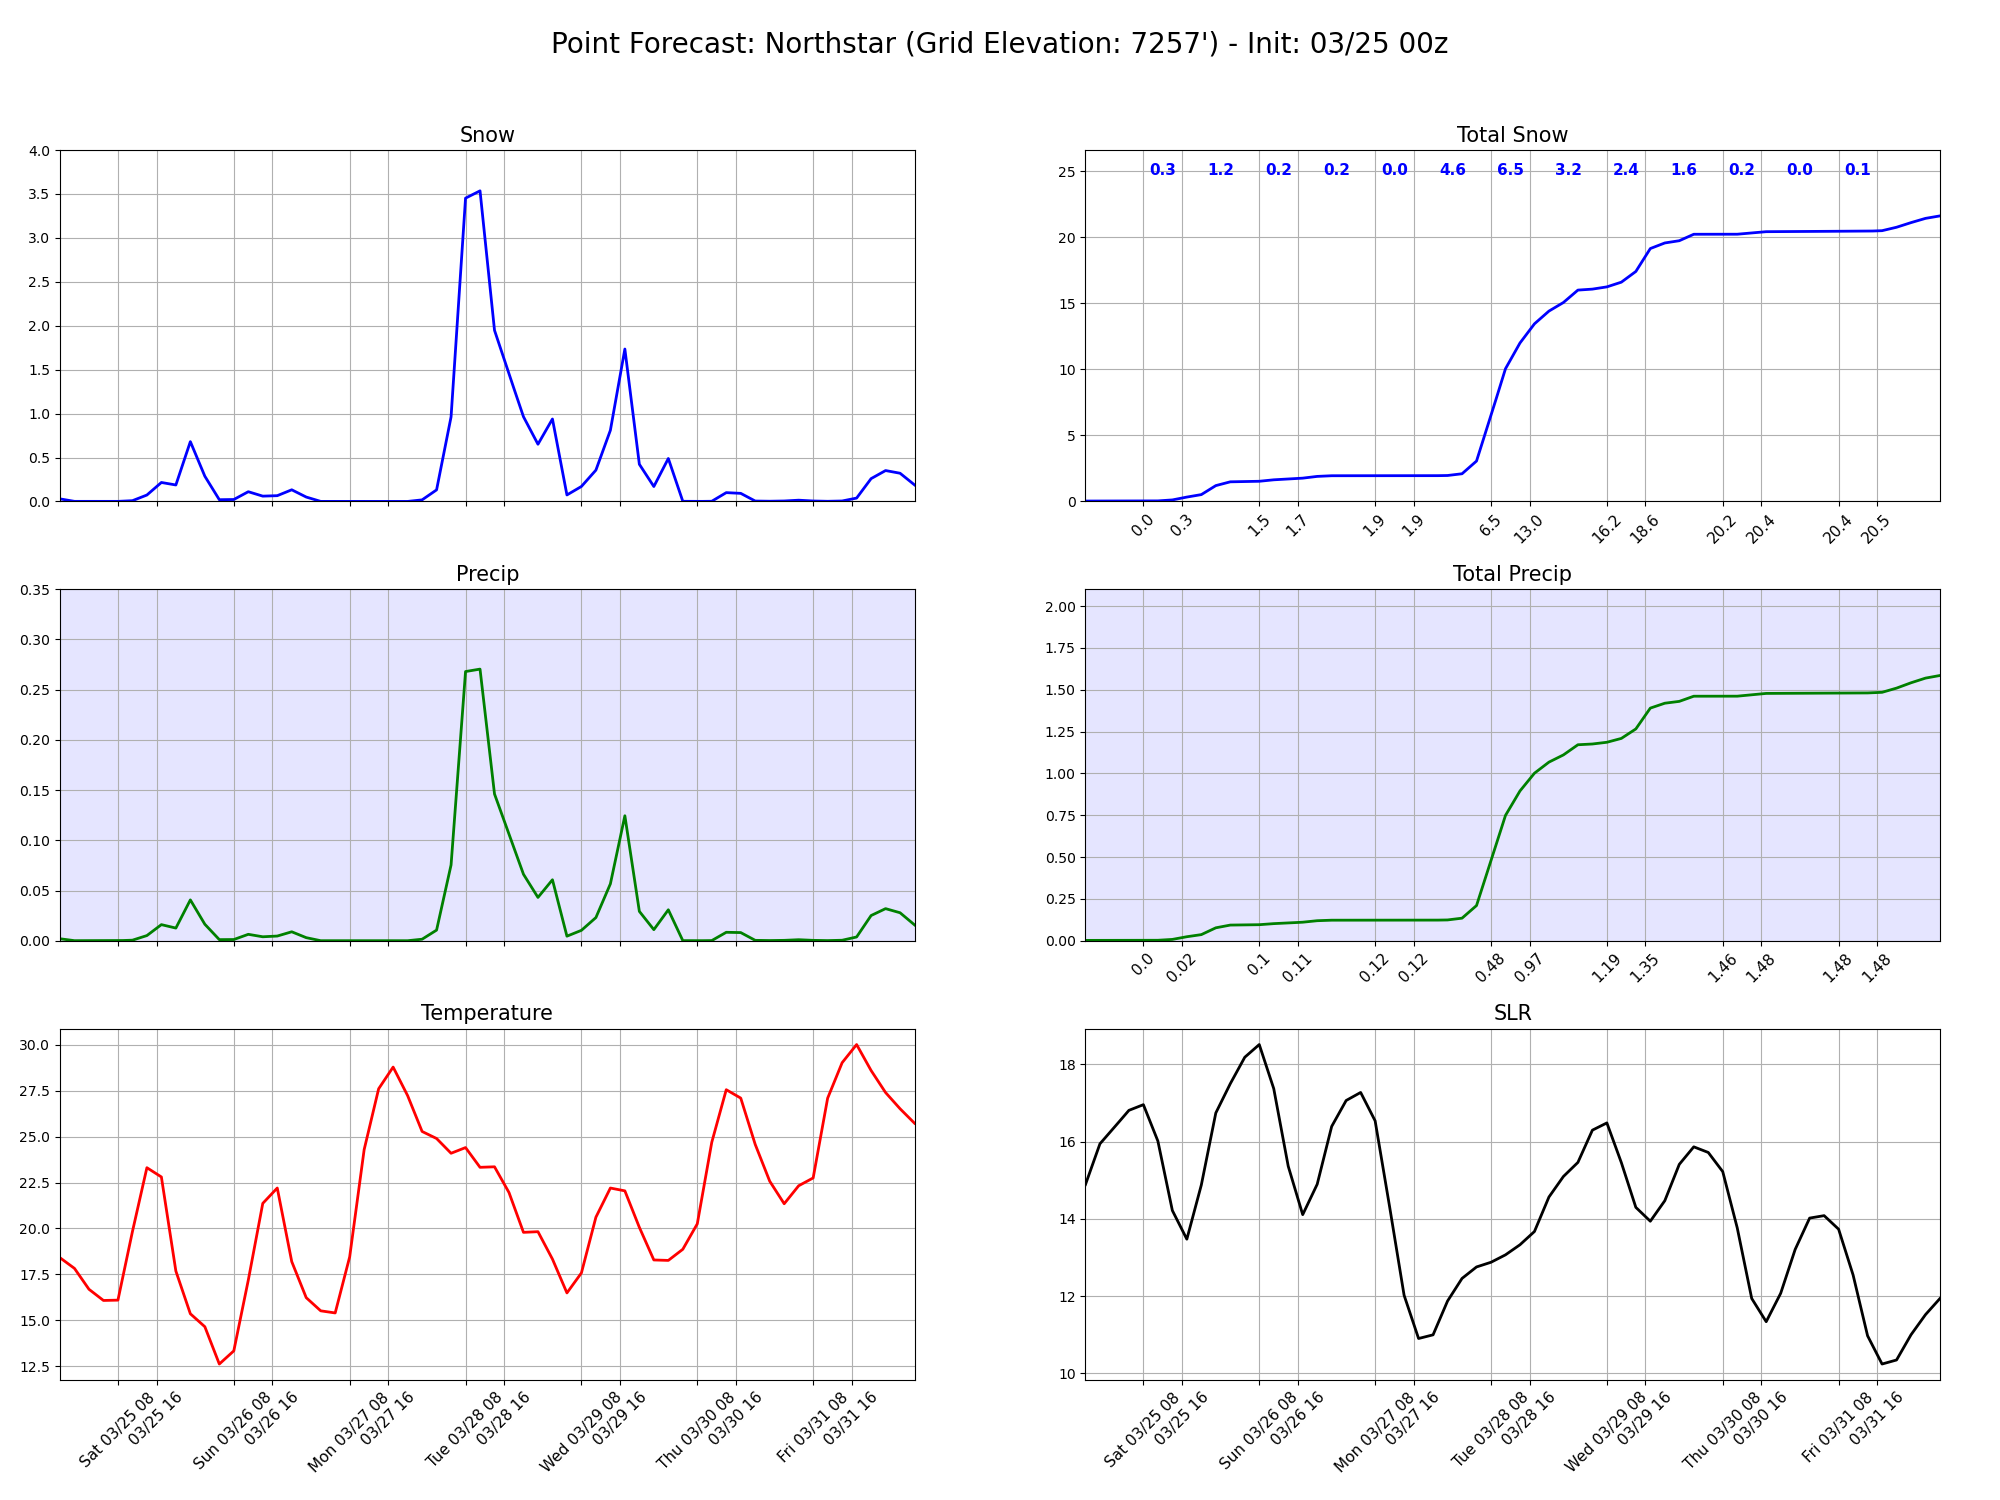 Point Forecast: Northstar (Grid Elevation: 7257') - Init: 03/25 00z
Snow
4.0
3.5
3.0
2.5
2.0
1.5
1.0
0.5
0.0
Total Snow
0.3 1.2 0.2 0.2 0.0 4.6 6.5 3.2 2.4 1.6 0.2 0.0 0.1
25
20
15
10
5
0
0.0 0.3 1.5 1.7 1.9 1.9 6.5 13.0 16.2 18.6 20.2 20.4 20.4 20.5
Precip
0.35
0.30
0.25
0.20
0.15
0.10
0.05
0.00
Total Precip
2.00
1.75
1.50
1.25
1.00
0.75
0.50
0.25
0.00
0.0 0.02 0.1 0.11 0.12 0.12 0.48 0.97 1.19 1.35 1.46 1.48 1.48 1.48
Temperature
30.0
27.5
25.0
22.5
20.0
17.5
15.0
12.5
Sat 03/25 08
03/25 16
Sun 03/26 08
03/26 16
Mon 03/27 08
03/27 16
Tue 03/28 08
03/28 16
Wed 03/29 08
03/29 16
Thu 03/30 08
03/30 16
Fri 03/31 08
03/31 16
SLR
18
16
14
12
10
Sat 03/25 08
03/25 16
Sun 03/26 08
03/26 16
Mon 03/27 08
03/27 16
Tue 03/28 08
03/28 16
Wed 03/29 08
03/29 16
Thu 03/30 08
03/30 16
Fri 03/31 08
03/31 16